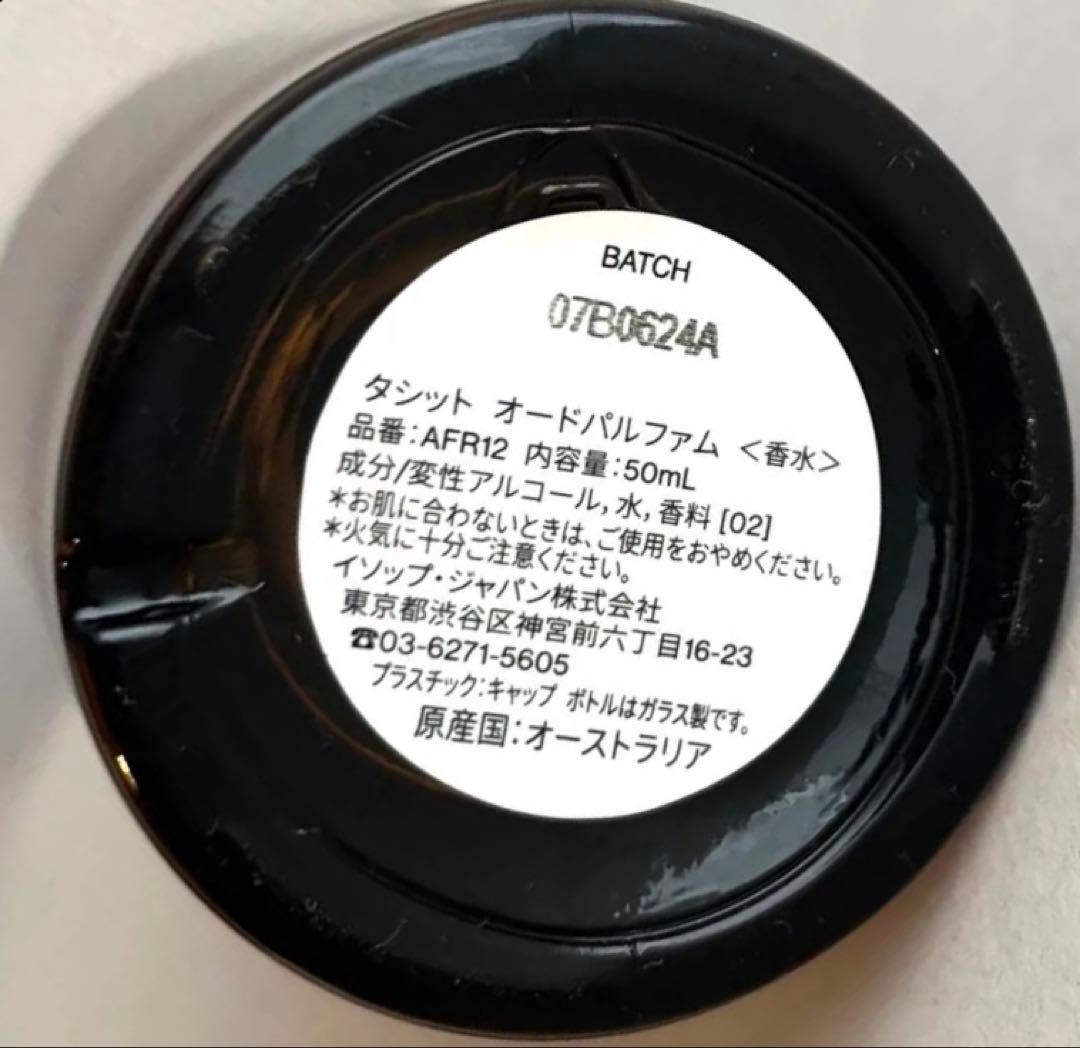 BATCH
07B0624A
タシット オードパルファム <香水>
品番:AFR12 内容量:50mL
成分/変性アルコール, 水, 香料 [02]
*お肌に合わないときは、ご使用をおやめください。
*火気に十分ご注意ください。
イソップ・ジャパン株式会社
東京都渋谷区神宮前六丁目16-23
☎03-6271-5605
プラスチック:キャップ ボトルはガラス製です。
原産国:オーストラリア